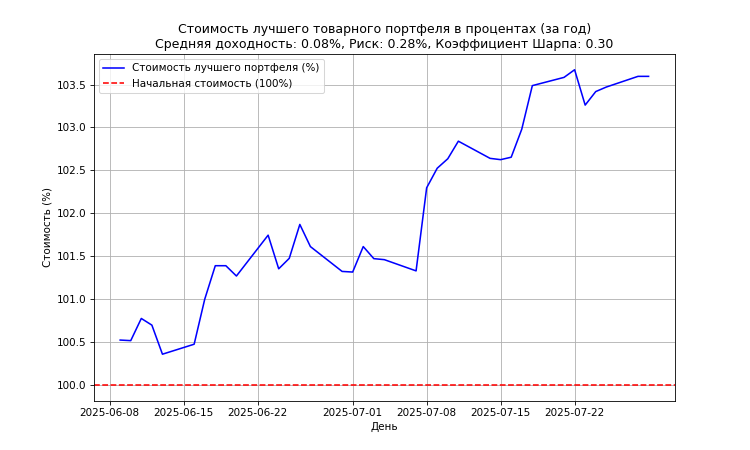 Стоимость лучшего товарного портфеля в процентах (за год)
Средняя доходность: 0.08%, Риск: 0.28%, Коэффициент Шарпа: 0.30
Стоимость лучшего портфеля (%)
Начальная стоимость (100%)
Стоимость (%)
103.5
103.0
102.5
102.0
101.5
101.0
100.5
100.0
2025-06-08 2025-06-15 2025-06-22 2025-07-01 2025-07-08 2025-07-15 2025-07-22
День